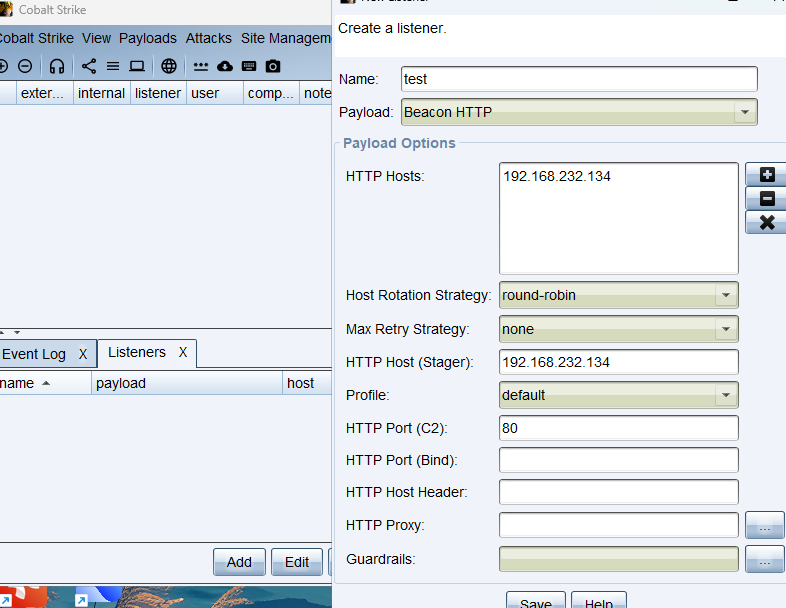 Cobalt Strike
Cobalt Strike View Payloads Attacks Site Managem
exter... internal listener user comp... note
Event Log X Listeners X
name payload host
Add Edit
Create a listener.
Name: test
Payload: Beacon HTTP
Payload Options
HTTP Hosts: 192.168.232.134
Host Rotation Strategy: round-robin
Max Retry Strategy: none
HTTP Host (Stager): 192.168.232.134
Profile: default
HTTP Port (C2): 80
HTTP Port (Bind):
HTTP Host Header:
HTTP Proxy: ...
Guardrails: ...
Save Help